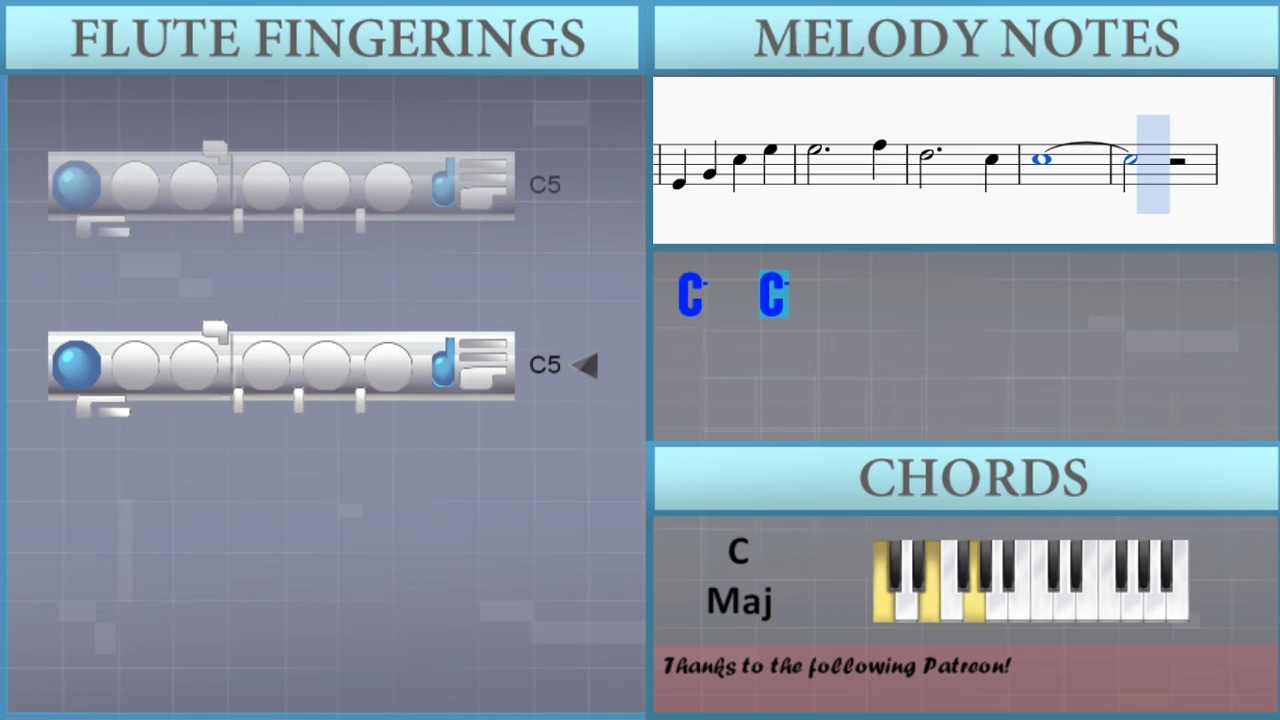 FLUTE FINGERINGS
MELODY NOTES
C5
C5
C C
CHORDS
C
Maj
Thanks to the following Patreon!